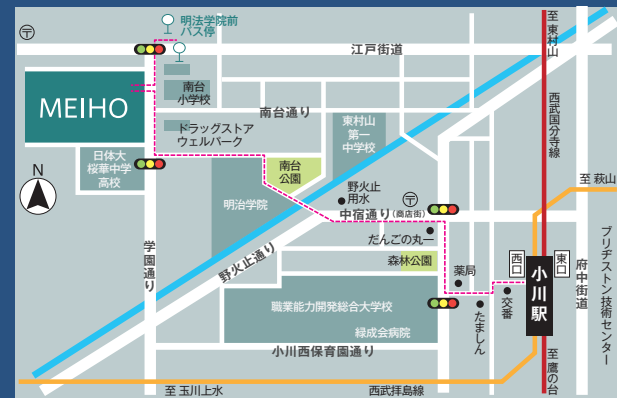 明法学院前
バス停
〒
江戸街道
至東村山
MEIHO
南台
小学校
南台通り
西武国分寺線
ドラッグストア
ウェルパーク
東村山
第一
中学校
日体大
桜華中学
高校
N
南台
公園
野火止
用水
〒
至 萩山
明治学院
中宿通り(商店街)
だんごの丸一
学園通り
野火止通り
森林公園
薬局
西口
小川駅
東口
府中街道
ブリヂストン技術センター
職業能力開発総合大学校
たましん
交番
緑成会病院
小川西保育園通り
至鷹の台
至 玉川上水
西武拝島線